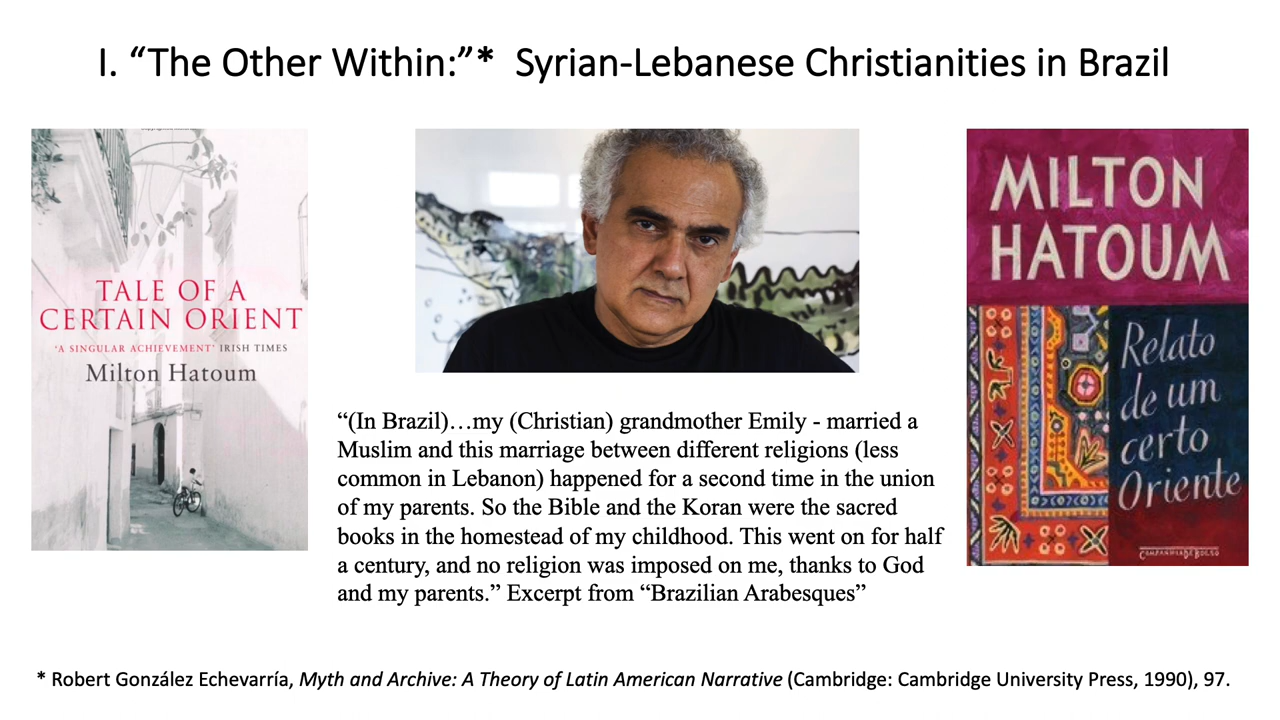 I. “The Other Within:”* Syrian-Lebanese Christianities in Brazil
TALE OF A
CERTAIN ORIENT
‘A SINGULAR ACHIEVEMENT’ IRISH TIMES
Milton Hatoum
MILTON
HATOUM
Relato
de um
certo
Oriente
COMPANHIA DE BOLSO
“(In Brazil)…my (Christian) grandmother Emily - married a
Muslim and this marriage between different religions (less
common in Lebanon) happened for a second time in the union
of my parents. So the Bible and the Koran were the sacred
books in the homestead of my childhood. This went on for half
a century, and no religion was imposed on me, thanks to God
and my parents.” Excerpt from “Brazilian Arabesques”
* Robert González Echevarría, Myth and Archive: A Theory of Latin American Narrative (Cambridge: Cambridge University Press, 1990), 97.